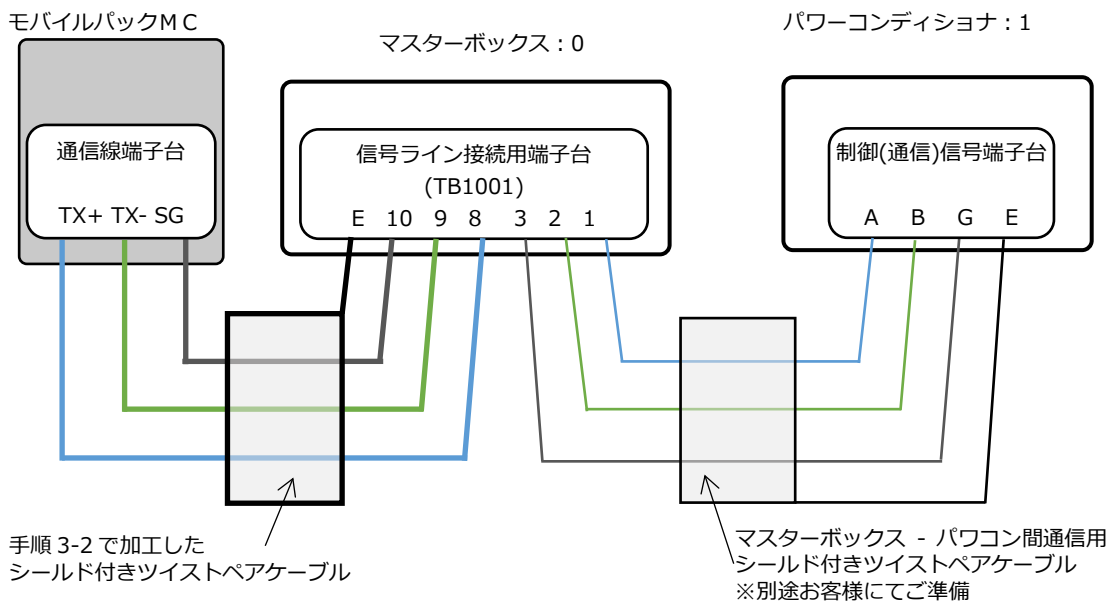 モバイルパックＭＣ
マスターボックス：0
パワーコンディショナ：1
通信線端子台
TX+ TX- SG
信号ライン接続用端子台
(TB1001)
E 10 9 8 3 2 1
制御(通信)信号端子台
A B G E
手順 3-2 で加工した
シールド付きツイストペアケーブル
マスターボックス - パワコン間通信用
シールド付きツイストペアケーブル
※別途お客様にてご準備